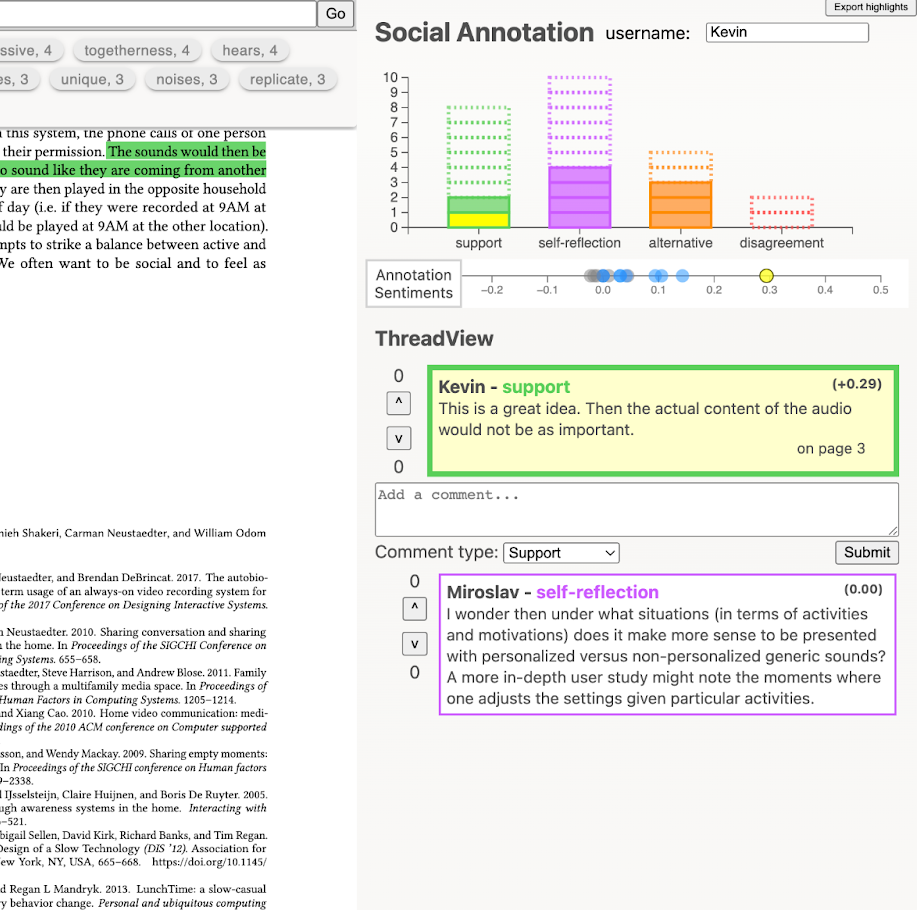 Go
ssive, 4
togetherness, 4
hears, 4
es, 3
unique, 3
noises, 3
replicate, 3
n this system, the phone calls of one person
their permission. The sounds would then be
o sound like they are coming from another
y are then played in the opposite household
f day (i.e. if they were recorded at 9AM at
ld be played at 9AM at the other location).
mpts to strike a balance between active and
We often want to be social and to feel as
nieh Shakeri, Carman Neustaedter, and William Odom
Neustaedter, and Brendan DeBrincat. 2017. The autobio-
term usage of an always-on video recording system for
of the 2017 Conference on Designing Interactive Systems.
n Neustaedter. 2010. Sharing conversation and sharing
n the home. In Proceedings of the SIGCHI Conference on
ing Systems. 655–658.
staedter, Steve Harrison, and Andrew Blose. 2011. Family
es through a multifamily media space. In Proceedings of
Human Factors in Computing Systems. 1205–1214.
and Xiang Cao. 2010. Home video communication: medi-
dings of the 2010 ACM conference on Computer supported
sson, and Wendy Mackay. 2009. Sharing empty moments:
In Proceedings of the SIGCHI conference on Human factors
9–2338.
l IJsselsteijn, Claire Huijnen, and Boris De Ruyter. 2005.
ugh awareness systems in the home. Interacting with
–521.
bigail Sellen, David Kirk, Richard Banks, and Tim Regan.
Design of a Slow Technology (DIS '12). Association for
ew York, NY, USA, 665–668. https://doi.org/10.1145/
d Regan L Mandryk. 2013. LunchTime: a slow-casual
y behavior change. Personal and ubiquitous computing
Export highlights
Social Annotation username: Kevin
10
9
8
7
6
5
4
3
2
1
0
support
self-reflection
alternative
disagreement
Annotation
Sentiments
−0.2
−0.1
0.0
0.1
0.2
0.3
0.4
0.5
ThreadView
0
^
v
0
Kevin - support (+0.29)
This is a great idea. Then the actual content of the audio
would not be as important.
on page 3
Add a comment...
Comment type: Support
Submit
0
^
v
0
Miroslav - self-reflection (0.00)
I wonder then under what situations (in terms of activities
and motivations) does it make more sense to be presented
with personalized versus non-personalized generic sounds?
A more in-depth user study might note the moments where
one adjusts the settings given particular activities.